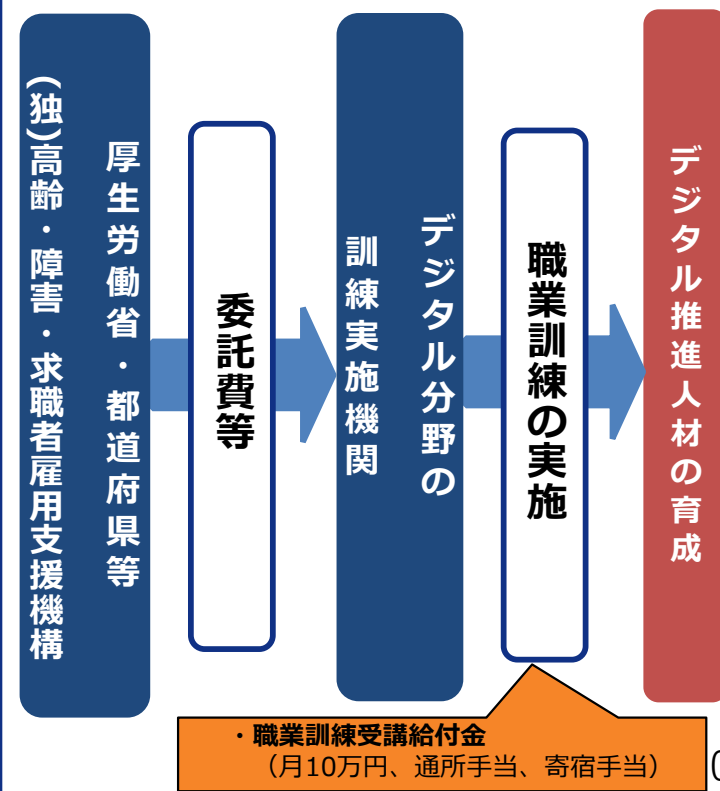 厚生労働省・都道府県等
(独)高齢・障害・求職者雇用支援機構
委託費等
デジタル分野の
訓練実施機関
職業訓練の実施
デジタル推進人材の育成
・職業訓練受講給付金
（月10万円、通所手当、寄宿手当）